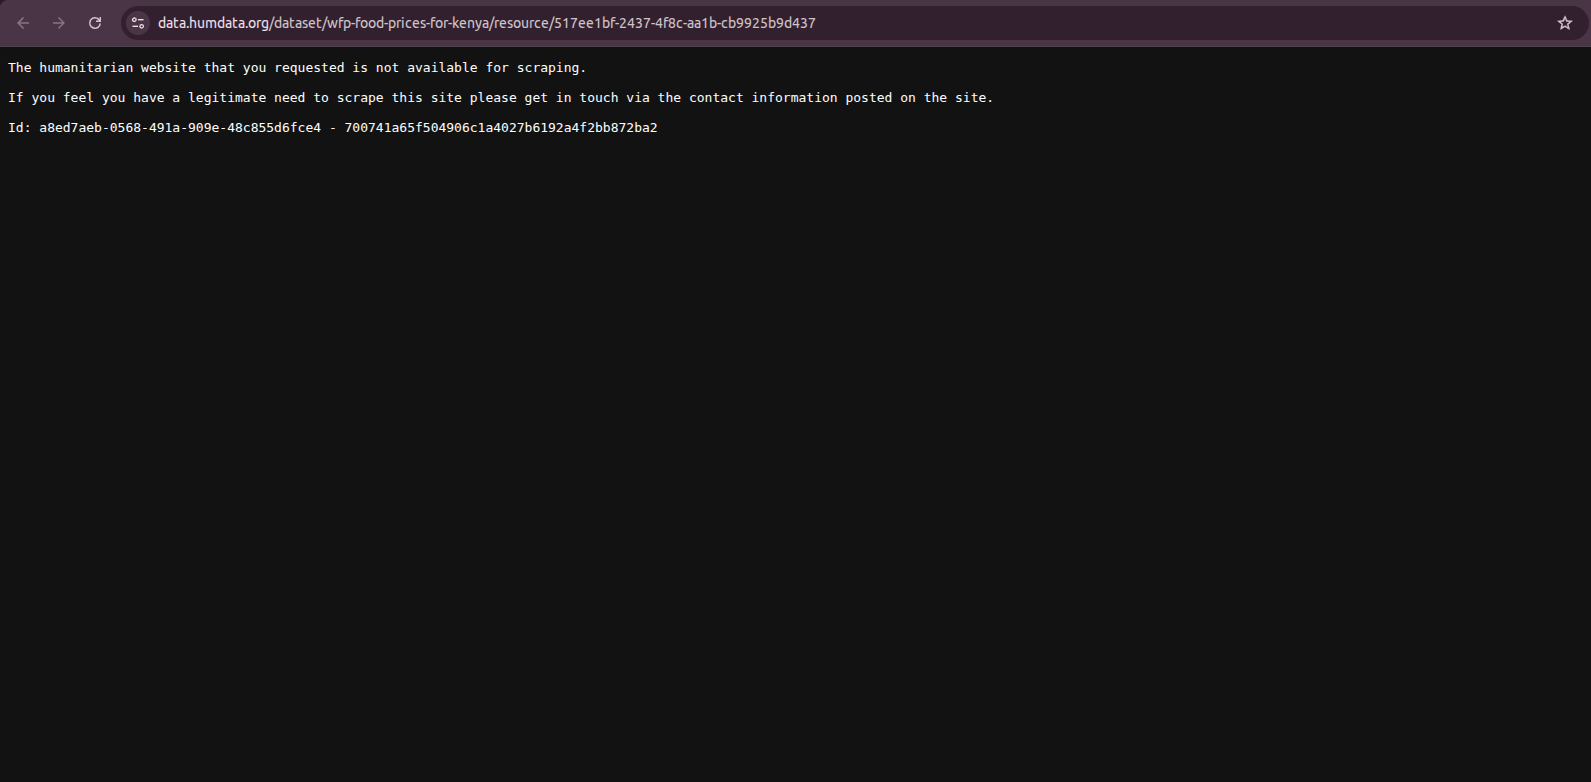 data.humdata.org/dataset/wfp-food-prices-for-kenya/resource/517ee1bf-2437-4f8c-aa1b-cb9925b9d437
The humanitarian website that you requested is not available for scraping.
If you feel you have a legitimate need to scrape this site please get in touch via the contact information posted on the site.
Id: a8ed7aeb-0568-491a-909e-48c855d6fce4 - 700741a65f504906c1a4027b6192a4f2bb872ba2